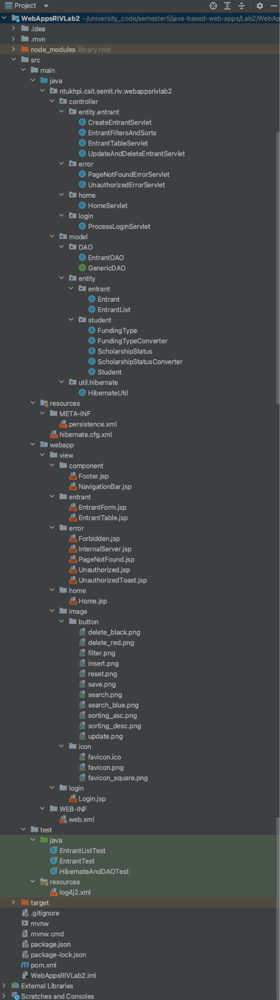 Project
WebAppsRIVLab2 ~/university_code/semester5/java-based-web-apps/Lab2/WebAp
.idea
.mvn
node_modules library root
src
main
java
ntukhpi.csit.semit.riv.webappsrivlab2
controller
entity.entrant
CreateEntrantServlet
EntrantFiltersAndSorts
EntrantTableServlet
UpdateAndDeleteEntrantServlet
error
PageNotFoundErrorServlet
UnauthorizedErrorServlet
home
HomeServlet
login
ProcessLoginServlet
model
DAO
EntrantDAO
GenericDAO
entity
entrant
Entrant
EntrantList
student
FundingType
FundingTypeConverter
ScholarshipStatus
ScholarshipStatusConverter
Student
util.hibernate
HibernateUtil
resources
META-INF
persistence.xml
hibernate.cfg.xml
webapp
view
component
Footer.jsp
NavigationBar.jsp
entrant
EntrantForm.jsp
EntrantTable.jsp
error
Forbidden.jsp
InternalServer.jsp
PageNotFound.jsp
Unauthorized.jsp
UnauthorizedToast.jsp
home
Home.jsp
image
button
delete_black.png
delete_red.png
filter.png
insert.png
reset.png
save.png
search.png
search_blue.png
sorting_asc.png
sorting_desc.png
update.png
icon
favicon.ico
favicon.png
favicon_square.png
login
Login.jsp
WEB-INF
web.xml
test
java
EntrantListTest
EntrantTest
HibernateAndDAOTest
resources
log4j2.xml
target
.gitignore
mvnw
mvnw.cmd
package.json
package-lock.json
pom.xml
WebAppsRIVLab2.iml
External Libraries
Scratches and Consoles